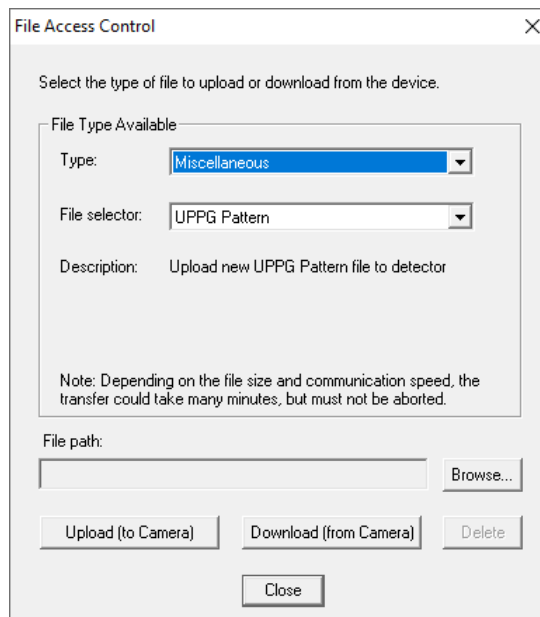 File Access Control
Select the type of file to upload or download from the device.
File Type Available
Type:
Miscellaneous
File selector:
UPPG Pattern
Description:
Upload new UPPG Pattern file to detector
Note: Depending on the file size and communication speed, the
transfer could take many minutes, but must not be aborted.
File path:
Browse...
Upload (to Camera)
Download (from Camera)
Delete
Close